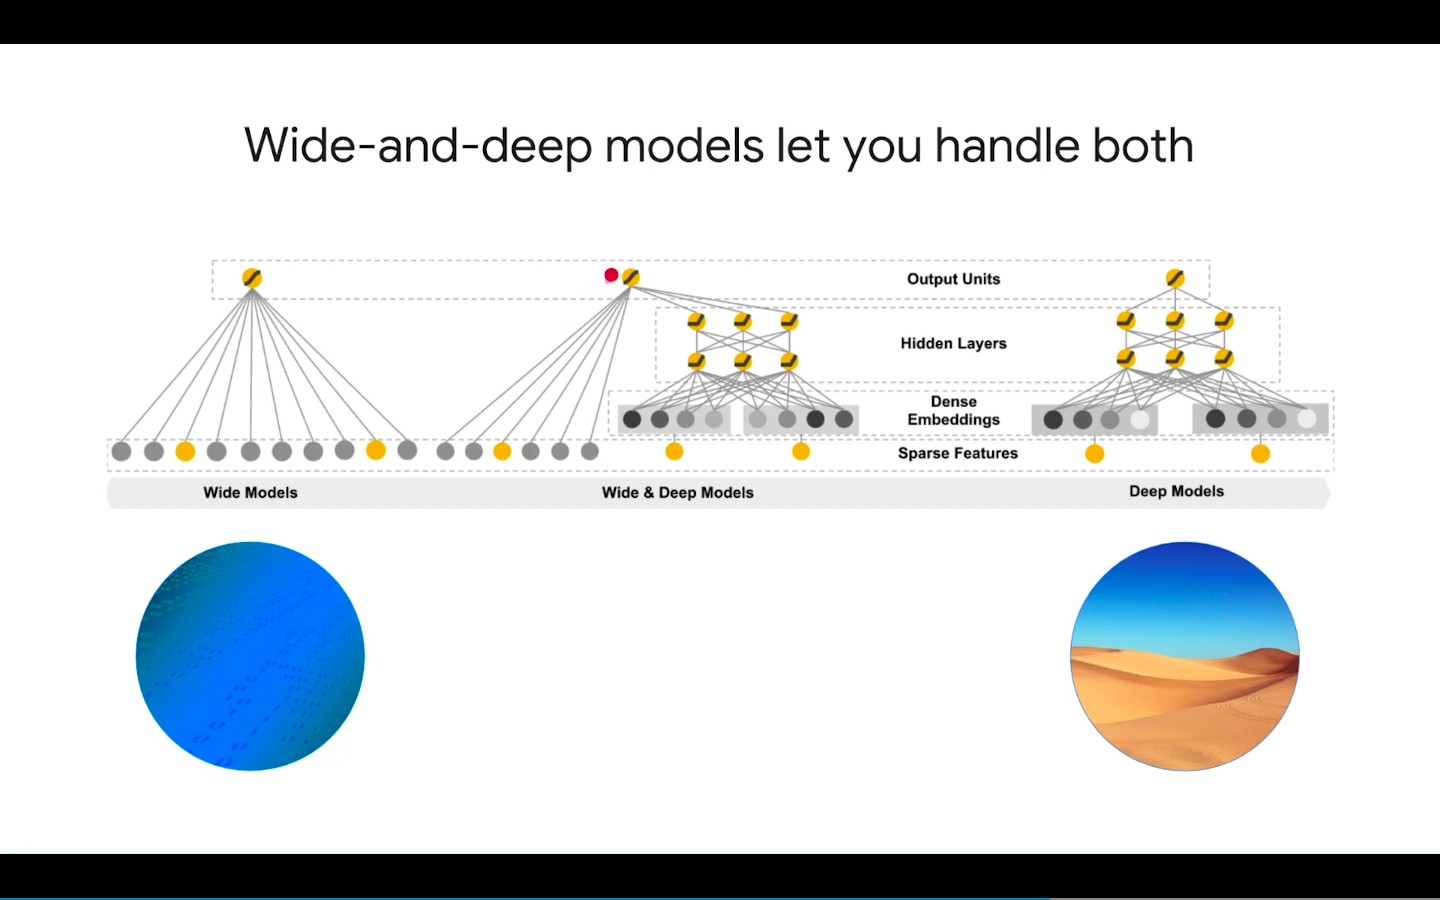 Wide-and-deep models let you handle both
Output Units
Hidden Layers
Dense
Embeddings
Sparse Features
Wide Models
Wide & Deep Models
Deep Models